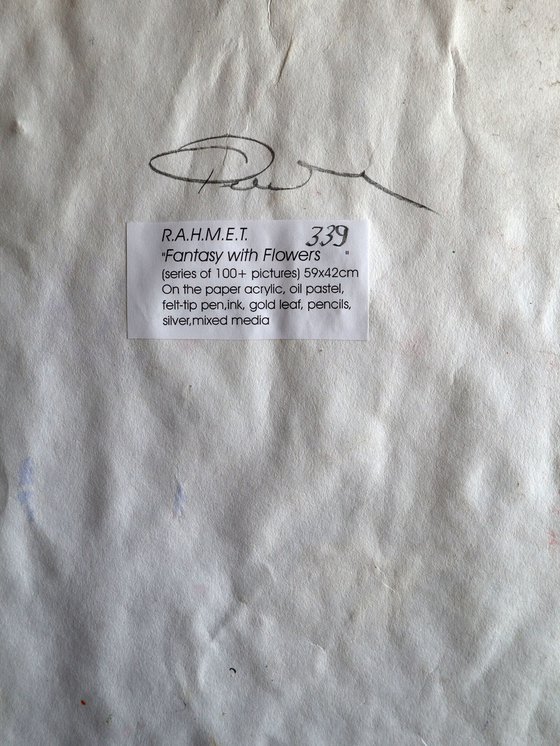 R.A.H.M.E.T. 339
"Fantasy with Flowers "
(series of 100+ pictures) 59x42cm
On the paper acrylic, oil pastel,
felt-tip pen,ink, gold leaf, pencils,
silver,mixed media